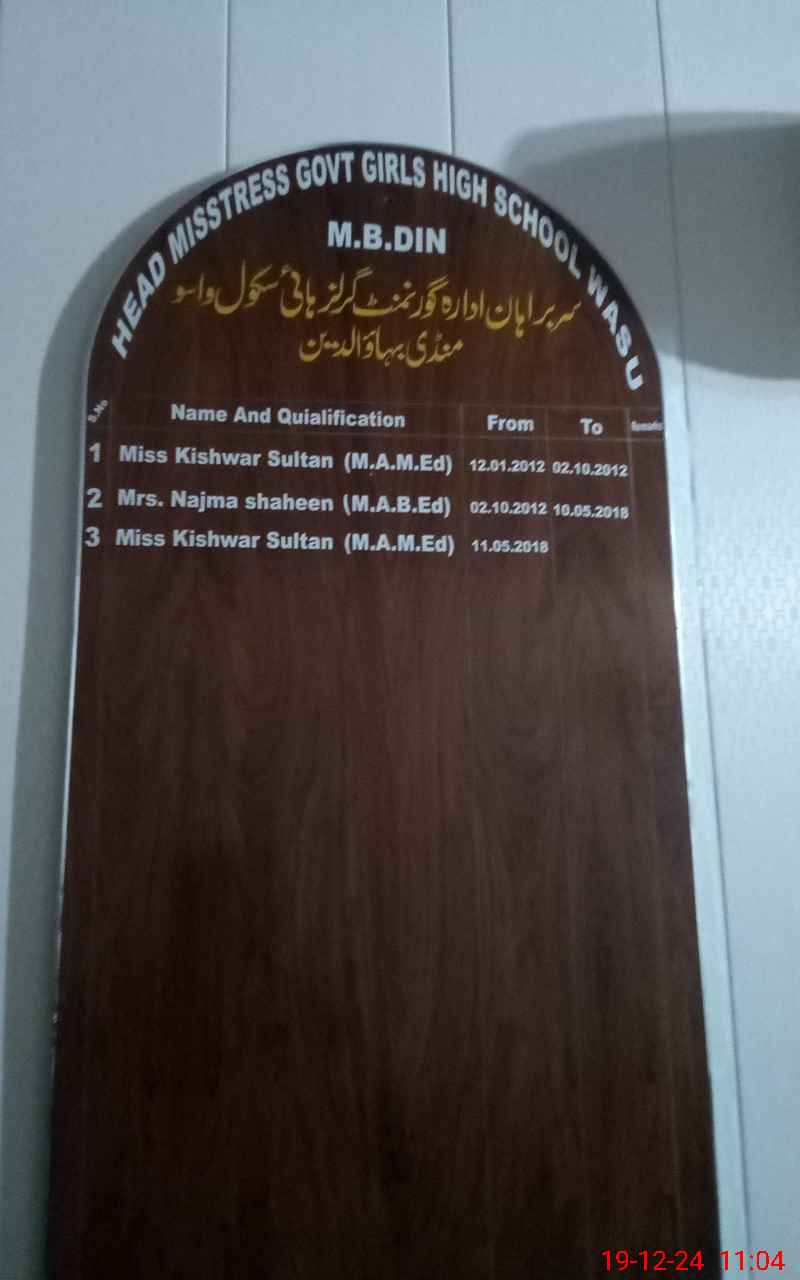 HEAD MISSTRESS GOVT GIRLS HIGH SCHOOL WASU
M.B.DIN
سربراہان ادارہ گورنمنٹ گرلز ہائی سکول واسو
منڈی بہاؤالدین
S.No Name And Quialification From To Remarks
1 Miss Kishwar Sultan (M.A.M.Ed) 12.01.2012 02.10.2012
2 Mrs. Najma shaheen (M.A.B.Ed) 02.10.2012 10.05.2018
3 Miss Kishwar Sultan (M.A.M.Ed) 11.05.2018
19-12-24 11:04